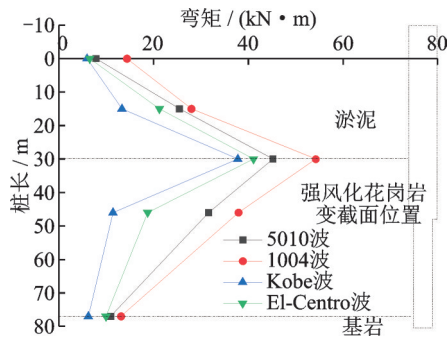 弯矩 / (kN·m)
0 20 40 60 80
-10
0
10
20
30
40
50
60
70
80
桩长 / m
淤泥
强风化花岗岩
变截面位置
5010波
1004波
Kobe波
El-Centro波
基岩